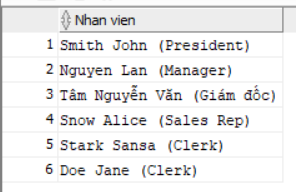 Nhan vien
1 Smith John (President)
2 Nguyen Lan (Manager)
3 Tâm Nguyễn Văn (Giám đốc)
4 Snow Alice (Sales Rep)
5 Stark Sansa (Clerk)
6 Doe Jane (Clerk)